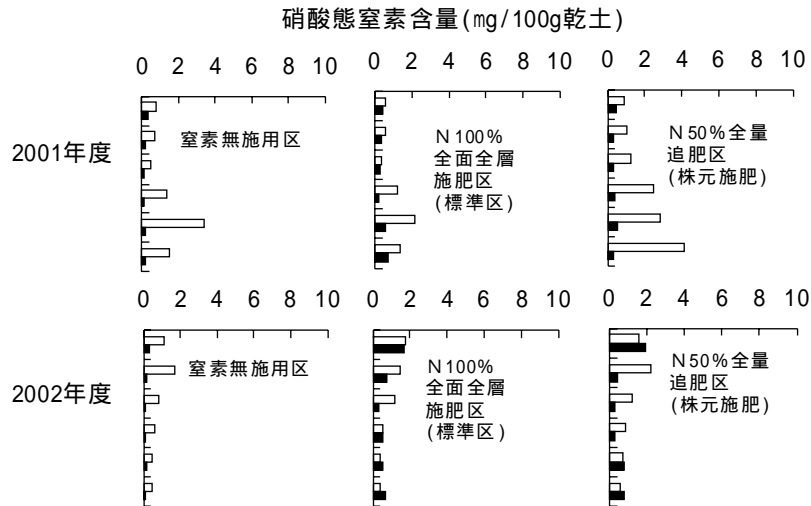 硝酸態窒素含量(mg/100g乾土)
0 2 4 6 8 10 0 2 4 6 8 10 0 2 4 6 8 10
2001年度
窒素無施用区
N100%
全面全層
施肥区
(標準区)
N50%全量
追肥区
(株元施肥)
0 2 4 6 8 10 0 2 4 6 8 10 0 2 4 6 8 10
2002年度
窒素無施用区
N100%
全面全層
施肥区
(標準区)
N50%全量
追肥区
(株元施肥)